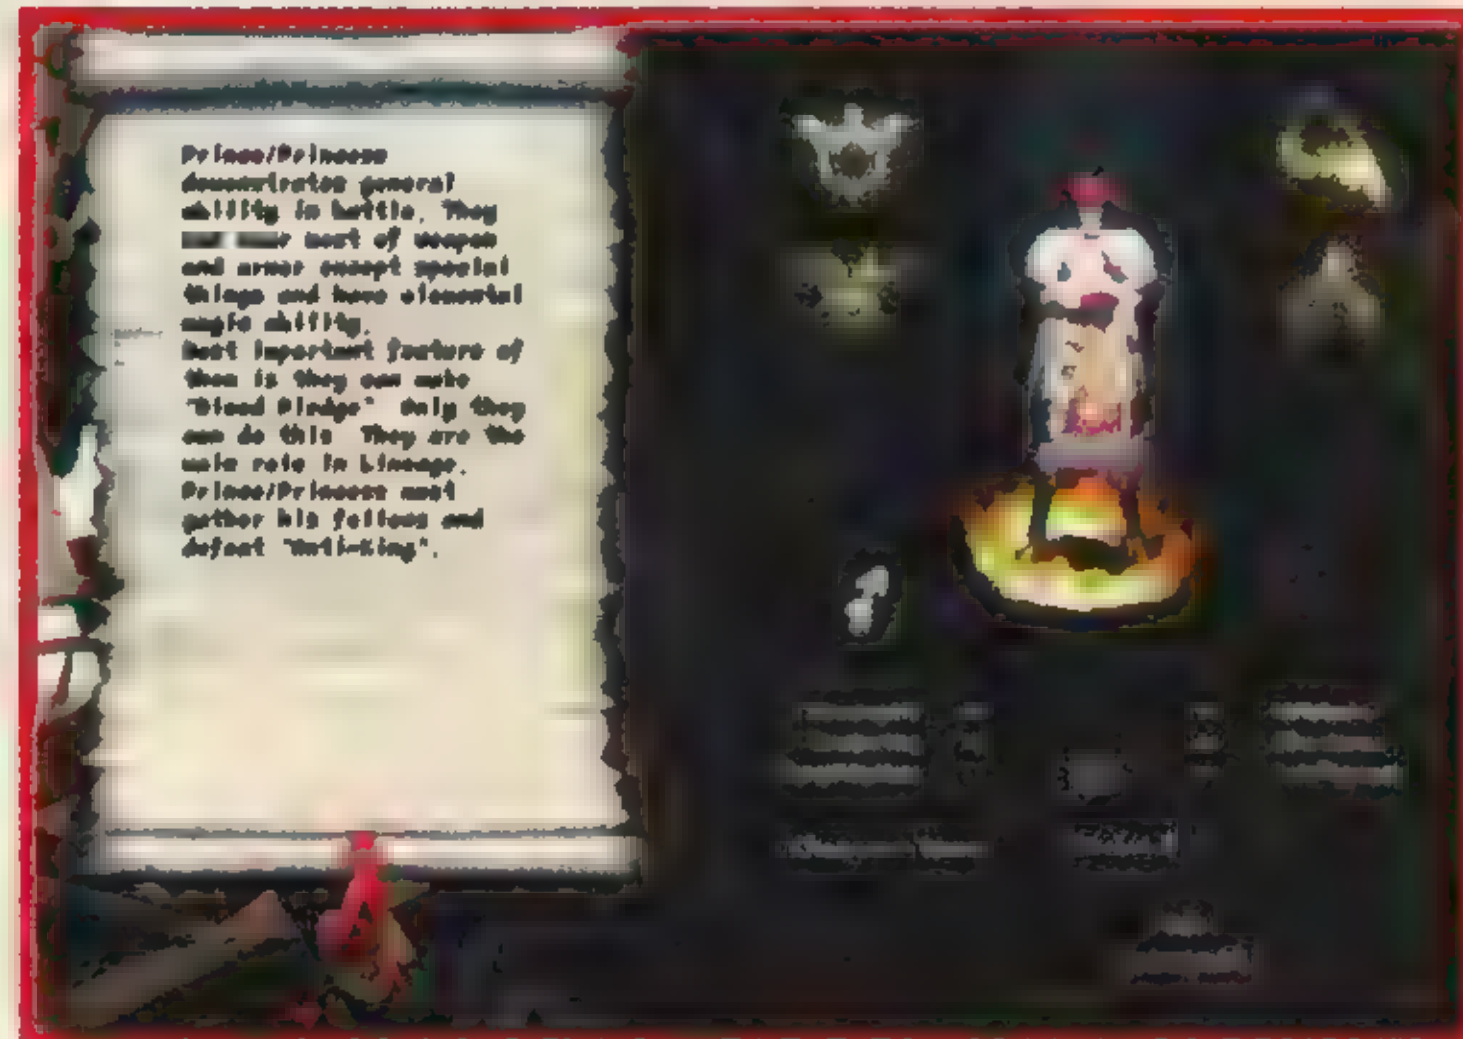 Prince/Princess
demonstrates general
ability in battle. They
most of weapon
and armor except special
things and have elemental
magic ability.
Most important feature of
them is they can make
"Blood Pledge" Only they
can do this They are the
main role in Lineage.
Prince/Princess must
gather his fellows and
defeat "Anti-King".